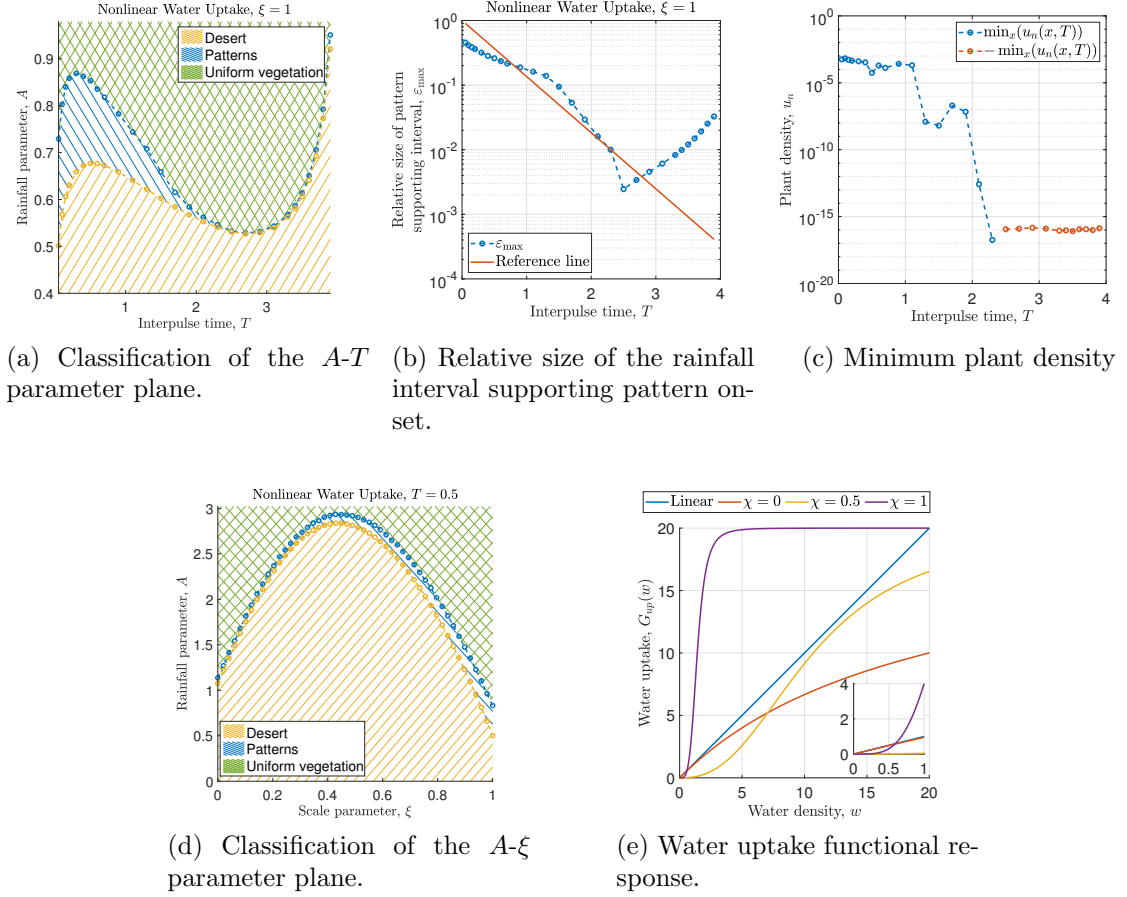 Nonlinear Water Uptake, ξ = 1
Desert
Patterns
Uniform vegetation
0.9
0.8
0.7
0.6
0.5
0.4
Rainfall parameter, A
1
2
3
Interpulse time, T
(a) Classification of the A-T
parameter plane.
Nonlinear Water Uptake, ξ = 1
10^0
10^-1
10^-2
10^-3
10^-4
Relative size of pattern
supporting interval, ε_max
ε_max
Reference line
0
1
2
3
4
Interpulse time, T
(b) Relative size of the rainfall
interval supporting pattern on-
set.
10^0
10^-5
10^-10
10^-15
10^-20
Plant density, u_n
min_x(u_n(x, T))
− min_x(u_n(x, T))
0
1
2
3
4
Interpulse time, T
(c) Minimum plant density
Nonlinear Water Uptake, T = 0.5
3
2.5
2
1.5
1
0.5
0
Rainfall parameter, A
Desert
Patterns
Uniform vegetation
0
0.2
0.4
0.6
0.8
1
Scale parameter, ξ
(d) Classification of the A-ξ
parameter plane.
Linear
χ = 0
χ = 0.5
χ = 1
20
15
10
5
0
Water uptake, G_up(w)
4
2
0
0
0.5
1
0
5
10
15
20
Water density, w
(e) Water uptake functional re-
sponse.